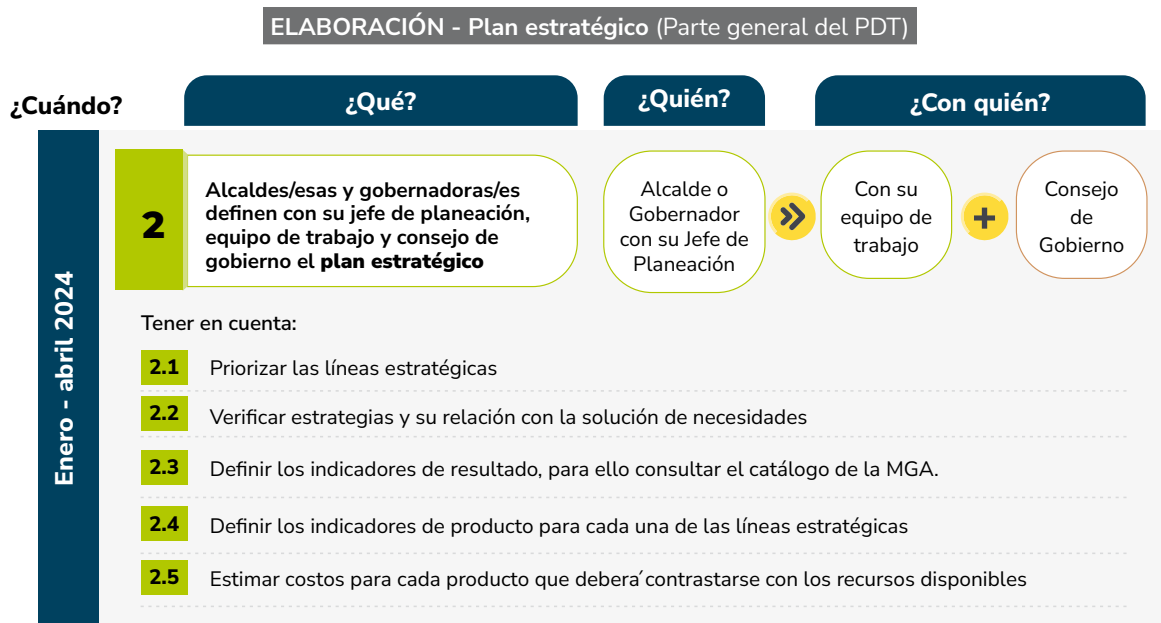 ELABORACIÓN - Plan estratégico (Parte general del PDT)
¿Cuándo?
¿Qué?
¿Quién?
¿Con quién?
Enero - abril 2024
2
Alcaldes/esas y gobernadoras/es
definen con su jefe de planeación,
equipo de trabajo y consejo de
gobierno el plan estratégico
Alcalde o
Gobernador
con su Jefe de
Planeación
Con su
equipo de
trabajo
+
Consejo
de
Gobierno
Tener en cuenta:
2.1 Priorizar las líneas estratégicas
2.2 Verificar estrategias y su relación con la solución de necesidades
2.3 Definir los indicadores de resultado, para ello consultar el catálogo de la MGA.
2.4 Definir los indicadores de producto para cada una de las líneas estratégicas
2.5 Estimar costos para cada producto que debera´contrastarse con los recursos disponibles